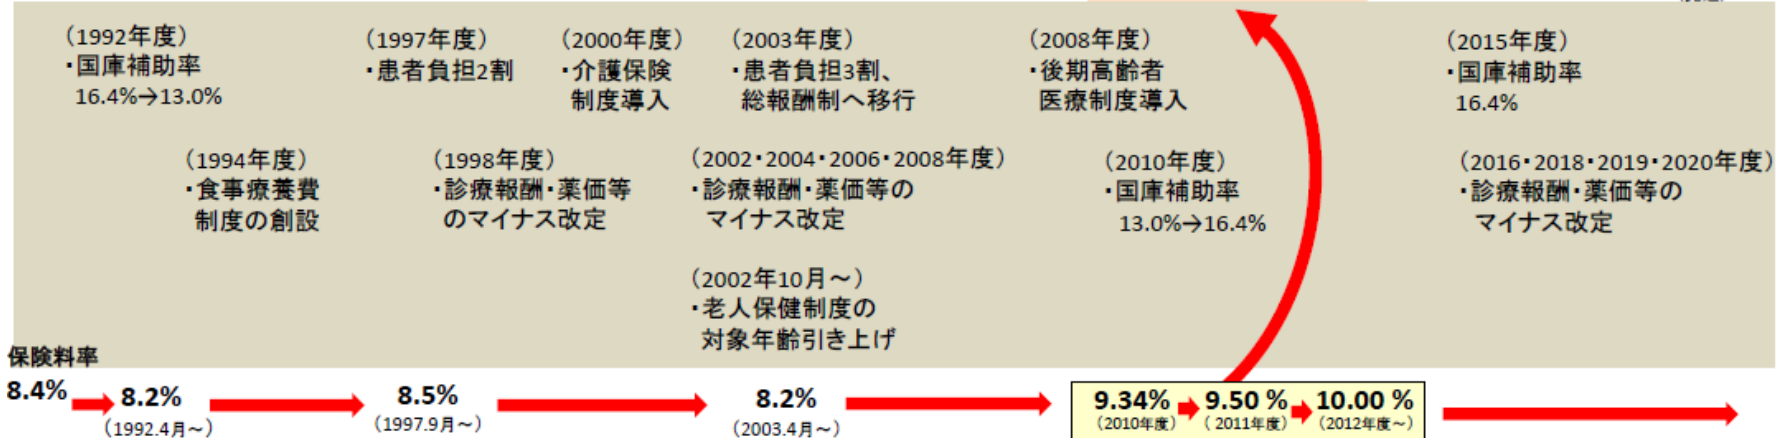 （1992年度）
・国庫補助率
16.4%→13.0%
（1997年度）
・患者負担2割
（2000年度）
・介護保険
制度導入
（2003年度）
・患者負担3割、
総報酬制へ移行
（2008年度）
・後期高齢者
医療制度導入
（2015年度）
・国庫補助率
16.4%
（1994年度）
・食事療養費
制度の創設
（1998年度）
・診療報酬・薬価等
のマイナス改定
（2002・2004・2006・2008年度）
・診療報酬・薬価等の
マイナス改定
（2010年度）
・国庫補助率
13.0%→16.4%
（2016・2018・2019・2020年度）
・診療報酬・薬価等の
マイナス改定
（2002年10月～）
・老人保健制度の
対象年齢引き上げ
保険料率
8.4%
8.2%
（1992.4月～）
8.5%
（1997.9月～）
8.2%
（2003.4月～）
9.34%
（2010年度）
9.50 %
（ 2011年度）
10.00 %
（2012年度～）